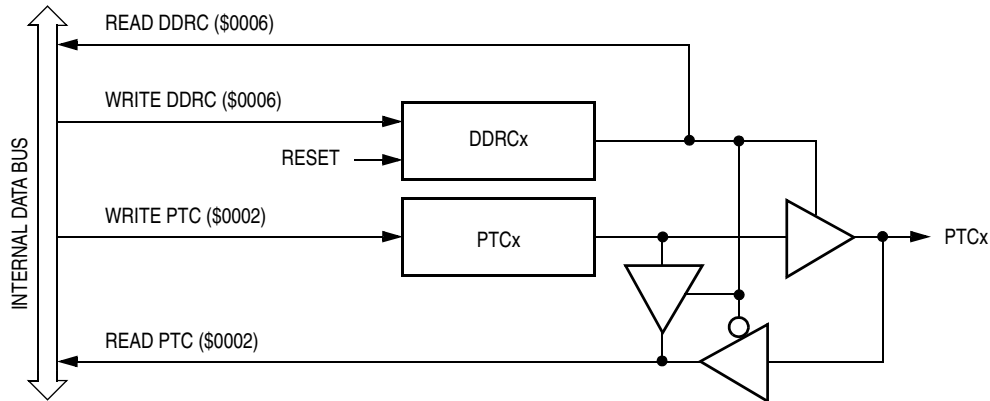 READ DDRC ($0006)
WRITE DDRC ($0006)
DDRCx
RESET
WRITE PTC ($0002)
PTCx
PTCx
READ PTC ($0002)
INTERNAL DATA BUS